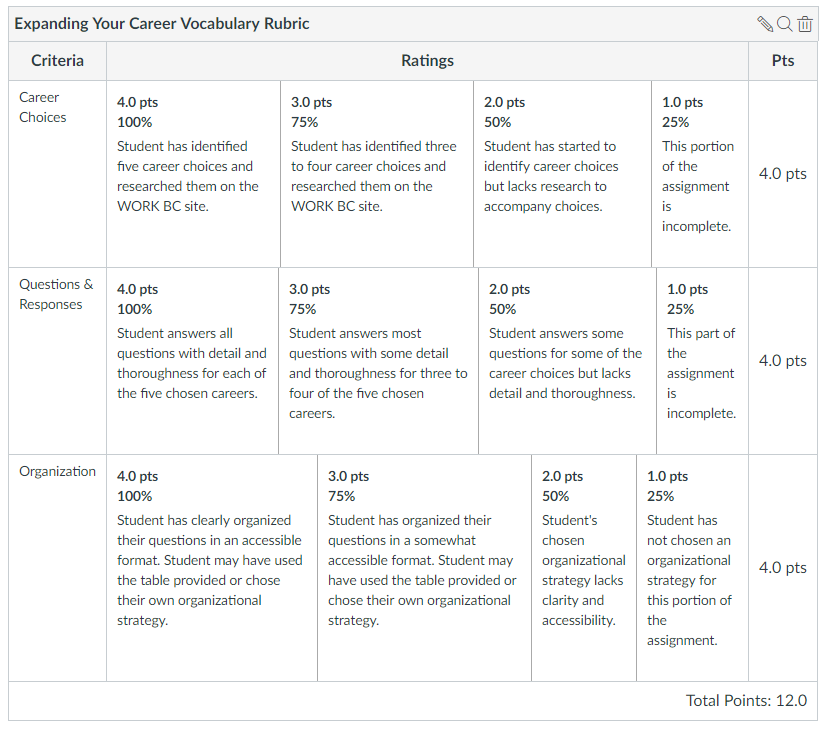 Expanding Your Career Vocabulary Rubric
Criteria
Ratings
Pts
Career
Choices
4.0 pts
100%
Student has identified
five career choices and
researched them on the
WORK BC site.
3.0 pts
75%
Student has identified three
to four career choices and
researched them on the
WORK BC site.
2.0 pts
50%
Student has started to
identify career choices
but lacks research to
accompany choices.
1.0 pts
25%
This portion
of the
assignment
is
incomplete.
4.0 pts
Questions &
Responses
4.0 pts
100%
Student answers all
questions with detail and
thoroughness for each of
the five chosen careers.
3.0 pts
75%
Student answers most
questions with some detail
and thoroughness for three to
four of the five chosen
careers.
2.0 pts
50%
Student answers some
questions for some of the
career choices but lacks
detail and thoroughness.
1.0 pts
25%
This part of
the
assignment
is
incomplete.
4.0 pts
Organization
4.0 pts
100%
Student has clearly organized
their questions in an accessible
format. Student may have used
the table provided or chose
their own organizational
strategy.
3.0 pts
75%
Student has organized their
questions in a somewhat
accessible format. Student may
have used the table provided or
chose their own organizational
strategy.
2.0 pts
50%
Student's
chosen
organizational
strategy lacks
clarity and
accessibility.
1.0 pts
25%
Student has
not chosen an
organizational
strategy for
this portion of
the
assignment.
4.0 pts
Total Points: 12.0